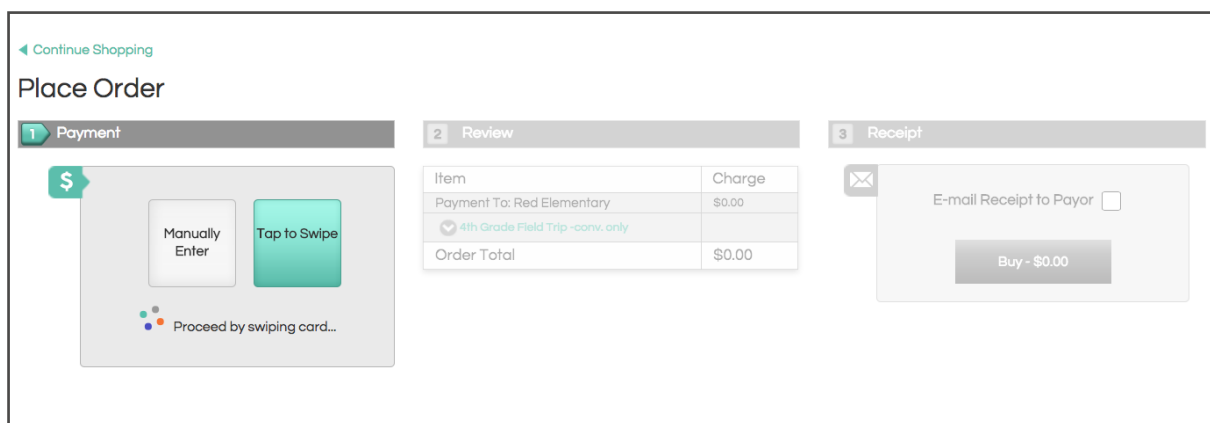 Continue Shopping
Place Order
1 Payment
$
Manually
Enter
Tap to Swipe
Proceed by swiping card...
2 Review
Item Charge
Payment To: Red Elementary $0.00
4th Grade Field Trip -conv. only
Order Total $0.00
3 Receipt
E-mail Receipt to Payor
Buy - $0.00